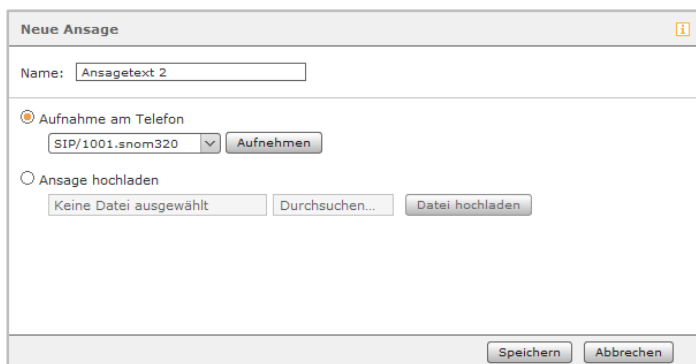 Neue Ansage
Name: Ansagetext 2
Aufnahme am Telefon
SIP/1001.snom320 Aufnehmen
Ansage hochladen
Keine Datei ausgewählt Durchsuchen... Datei hochladen
Speichern Abbrechen